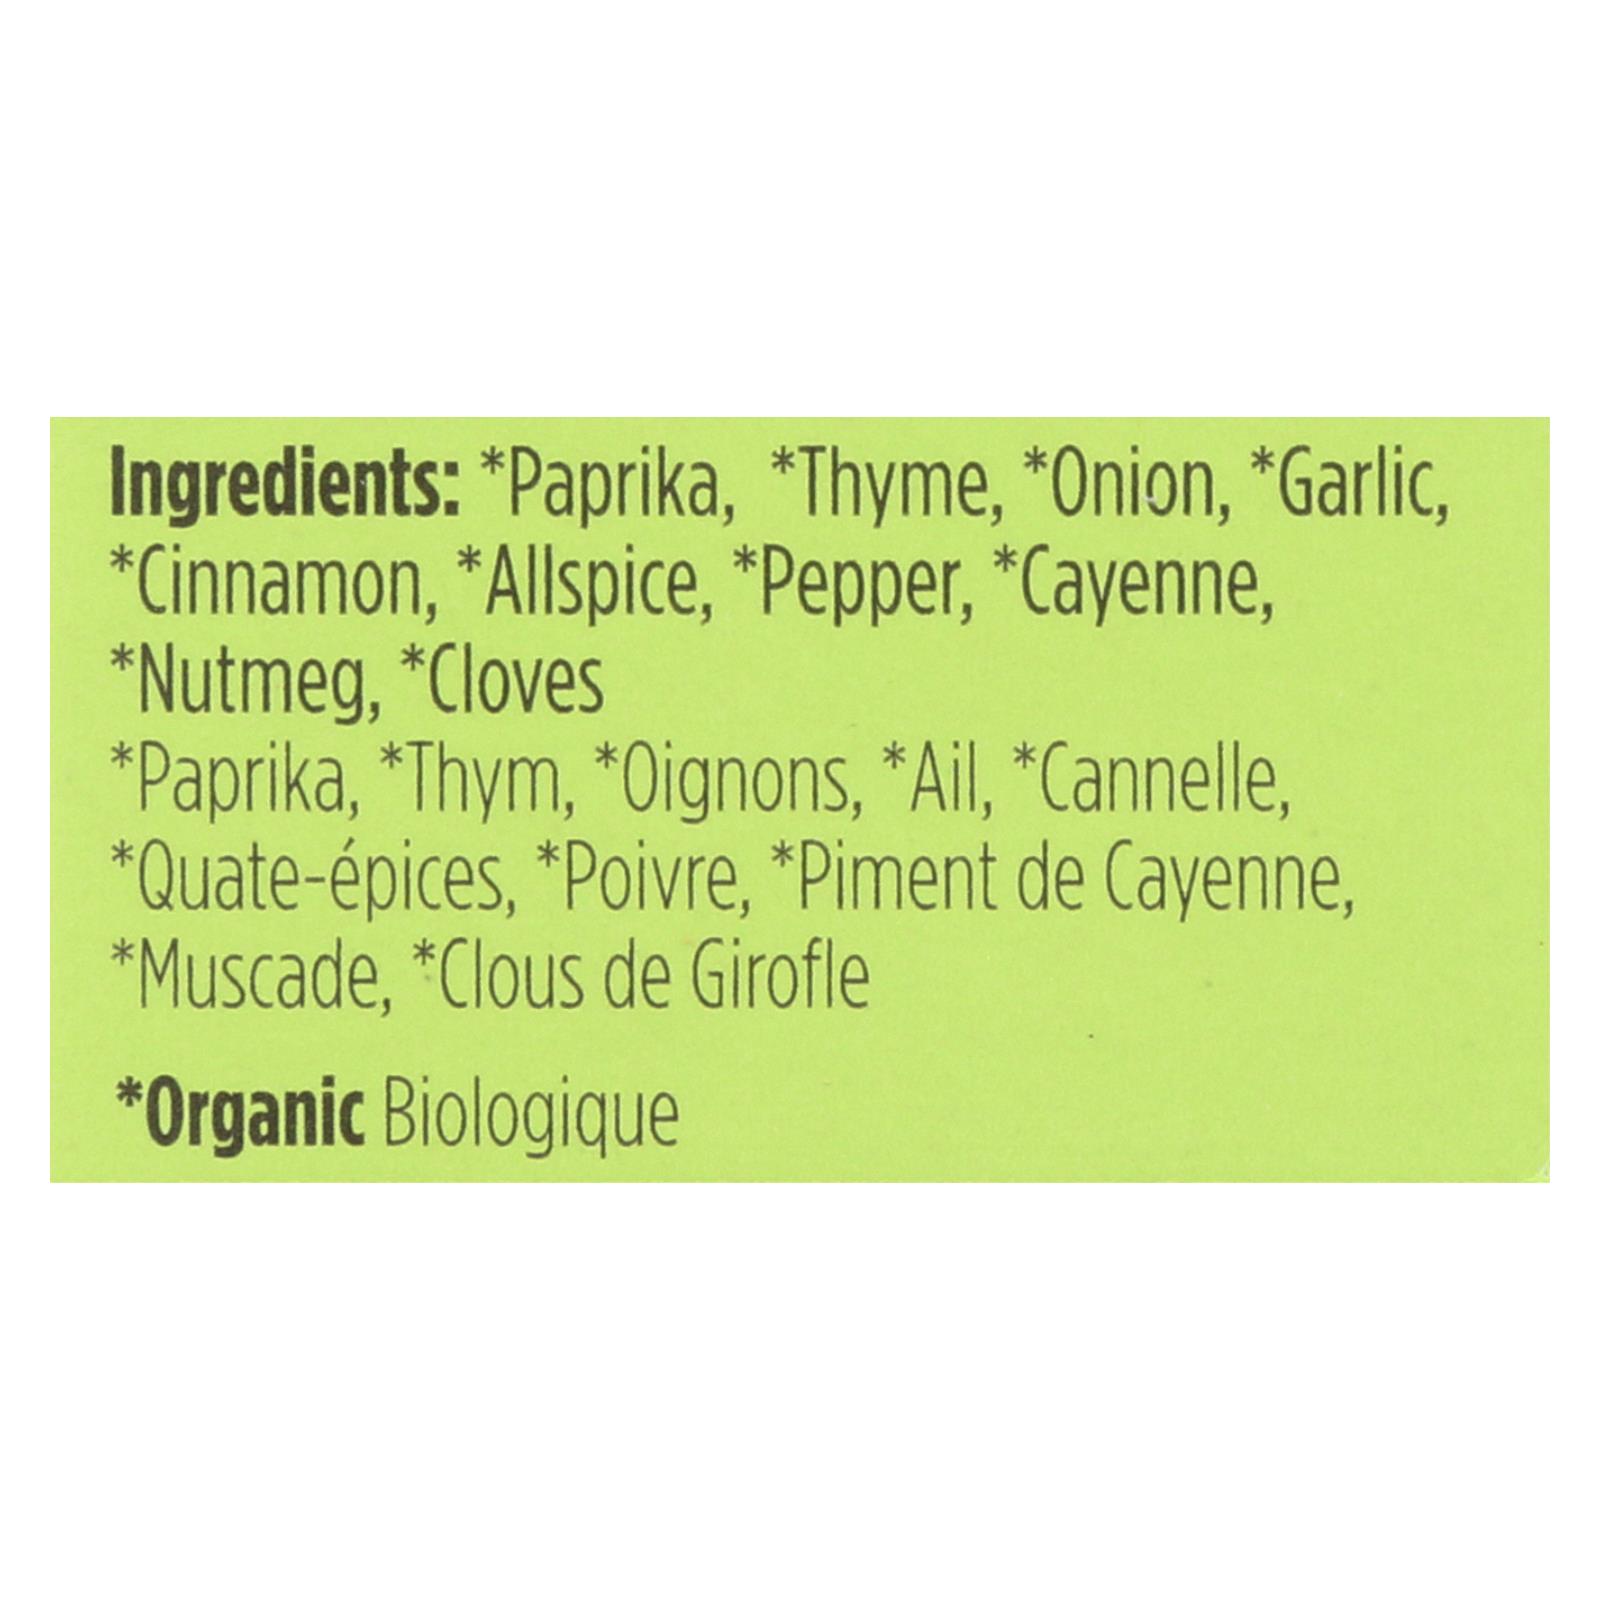 Ingredients: *Paprika, *Thyme, *Onion, *Garlic,
*Cinnamon, *Allspice, *Pepper, *Cayenne,
*Nutmeg, *Cloves
*Paprika, *Thym, *Oignons, *Ail, *Cannelle,
*Quate-épices, *Poivre, *Piment de Cayenne,
*Muscade, *Clous de Girofle
*Organic Biologique